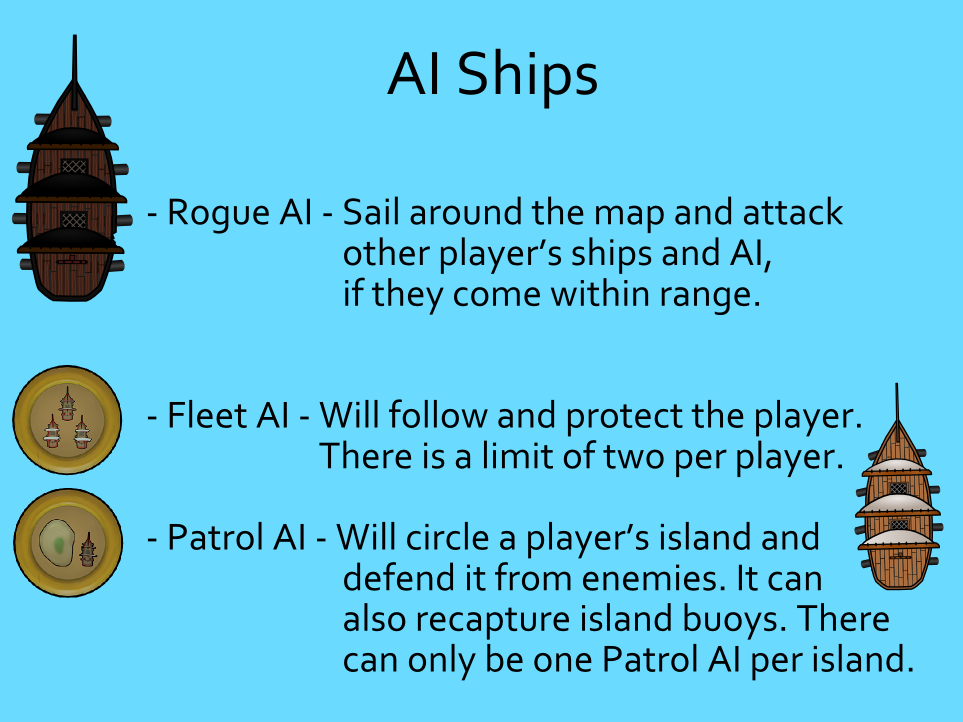 AI Ships
- Rogue AI - Sail around the map and attack
other player’s ships and AI,
if they come within range.
- Fleet AI - Will follow and protect the player.
There is a limit of two per player.
- Patrol AI - Will circle a player’s island and
defend it from enemies. It can
also recapture island buoys. There
can only be one Patrol AI per island.